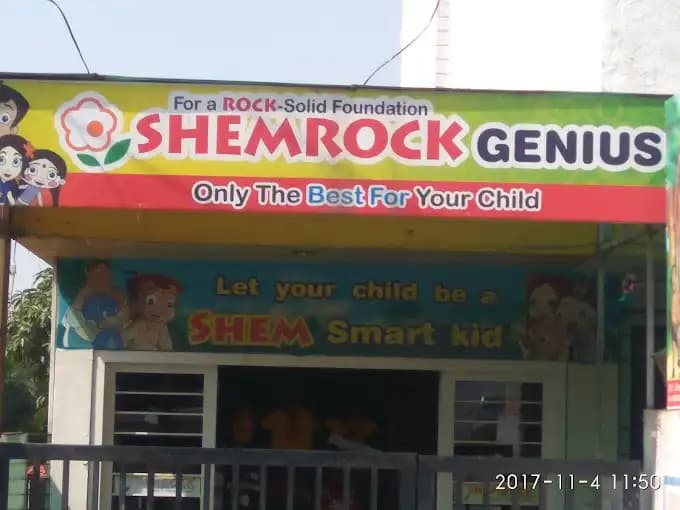 For a ROCK-Solid Foundation
SHEMROCK GENIUS
Only The Best For Your Child
Let your child be a
SHEM Smart kid
2017-11-4 11:50